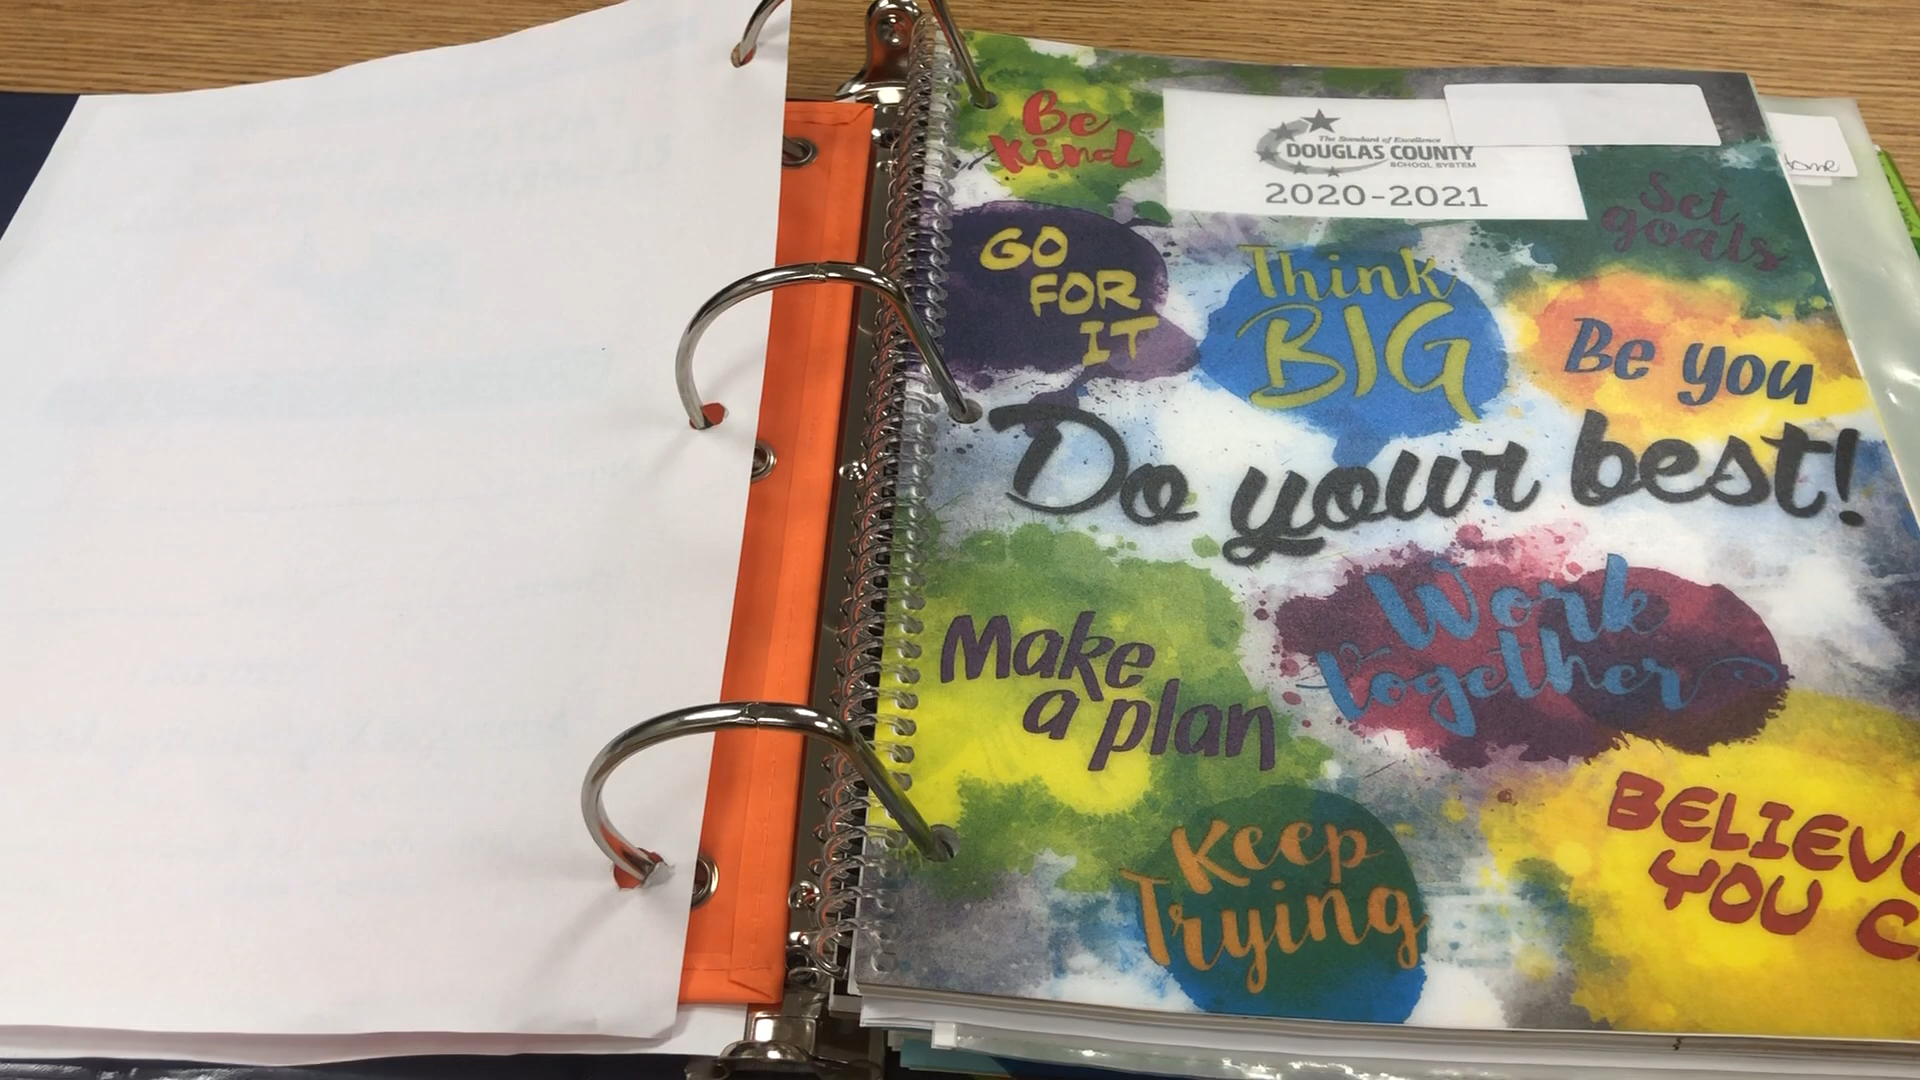 Be
kind
The Standard of Excellence
DOUGLAS COUNTY
SCHOOL SYSTEM
2020-2021
Set
goals
GO
FOR
IT
Think
BIG
Be you
Do your best!
Make
a plan
Work
together
Keep
Trying
BELIEVE
YOU C